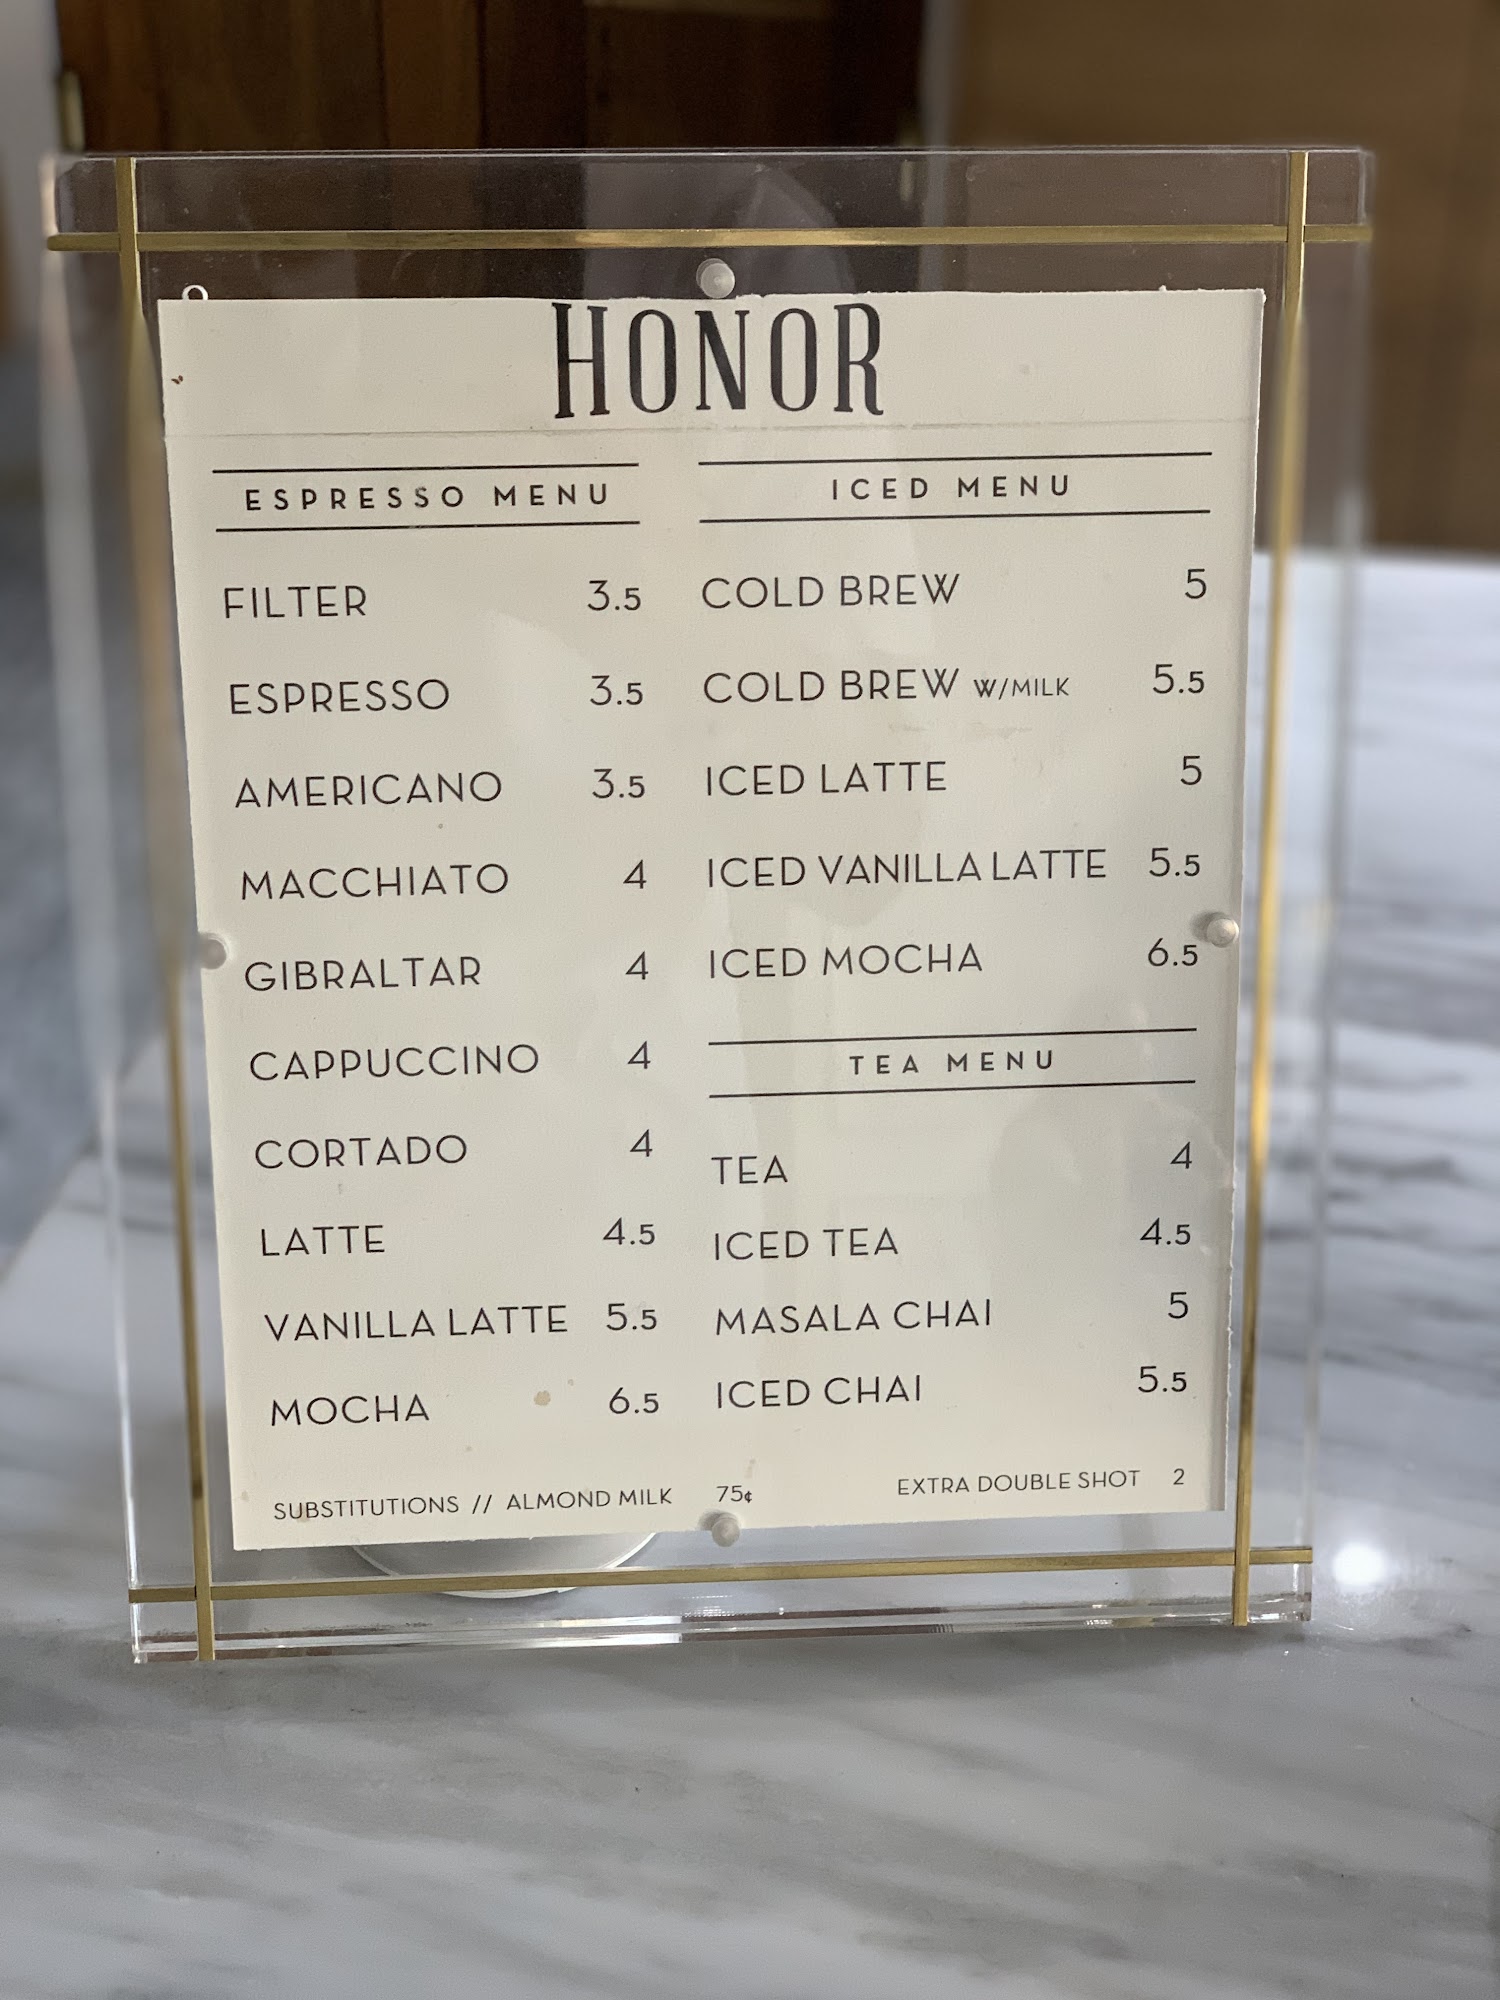 HONOR
ESPRESSO MENU
FILTER 3.5
ESPRESSO 3.5
AMERICANO 3.5
MACCHIATO 4
GIBRALTAR 4
CAPPUCCINO 4
CORTADO 4
LATTE 4.5
VANILLA LATTE 5.5
MOCHA 6.5
ICED MENU
COLD BREW 5
COLD BREW W/MILK 5.5
ICED LATTE 5
ICED VANILLA LATTE 5.5
ICED MOCHA 6.5
TEA MENU
TEA 4
ICED TEA 4.5
MASALA CHAI 5
ICED CHAI 5.5
SUBSTITUTIONS // ALMOND MILK 75¢
EXTRA DOUBLE SHOT 2